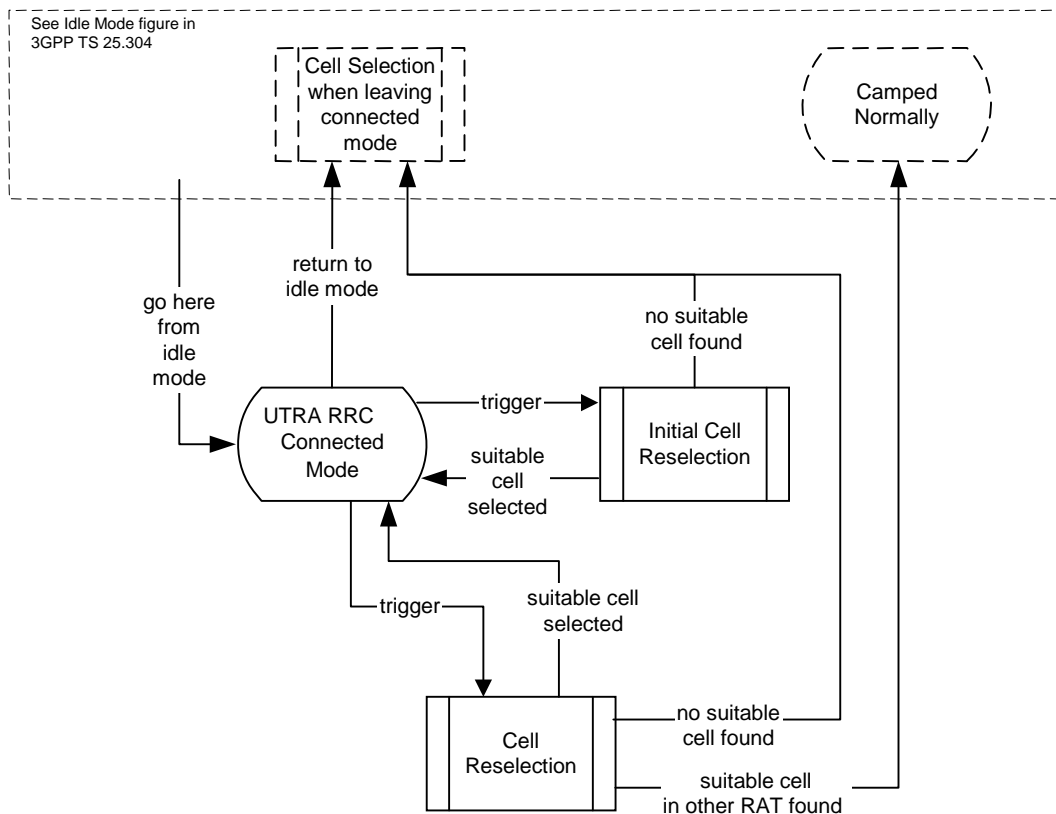 See Idle Mode figure in
3GPP TS 25.304
Cell Selection
when leaving
connected
mode
Camped
Normally
return to
idle mode
go here
from
idle
mode
no suitable
cell found
UTRA RRC
Connected
Mode
trigger
Initial Cell
Reselection
suitable
cell
selected
trigger
suitable cell
selected
Cell
Reselection
no suitable
cell found
suitable cell
in other RAT found